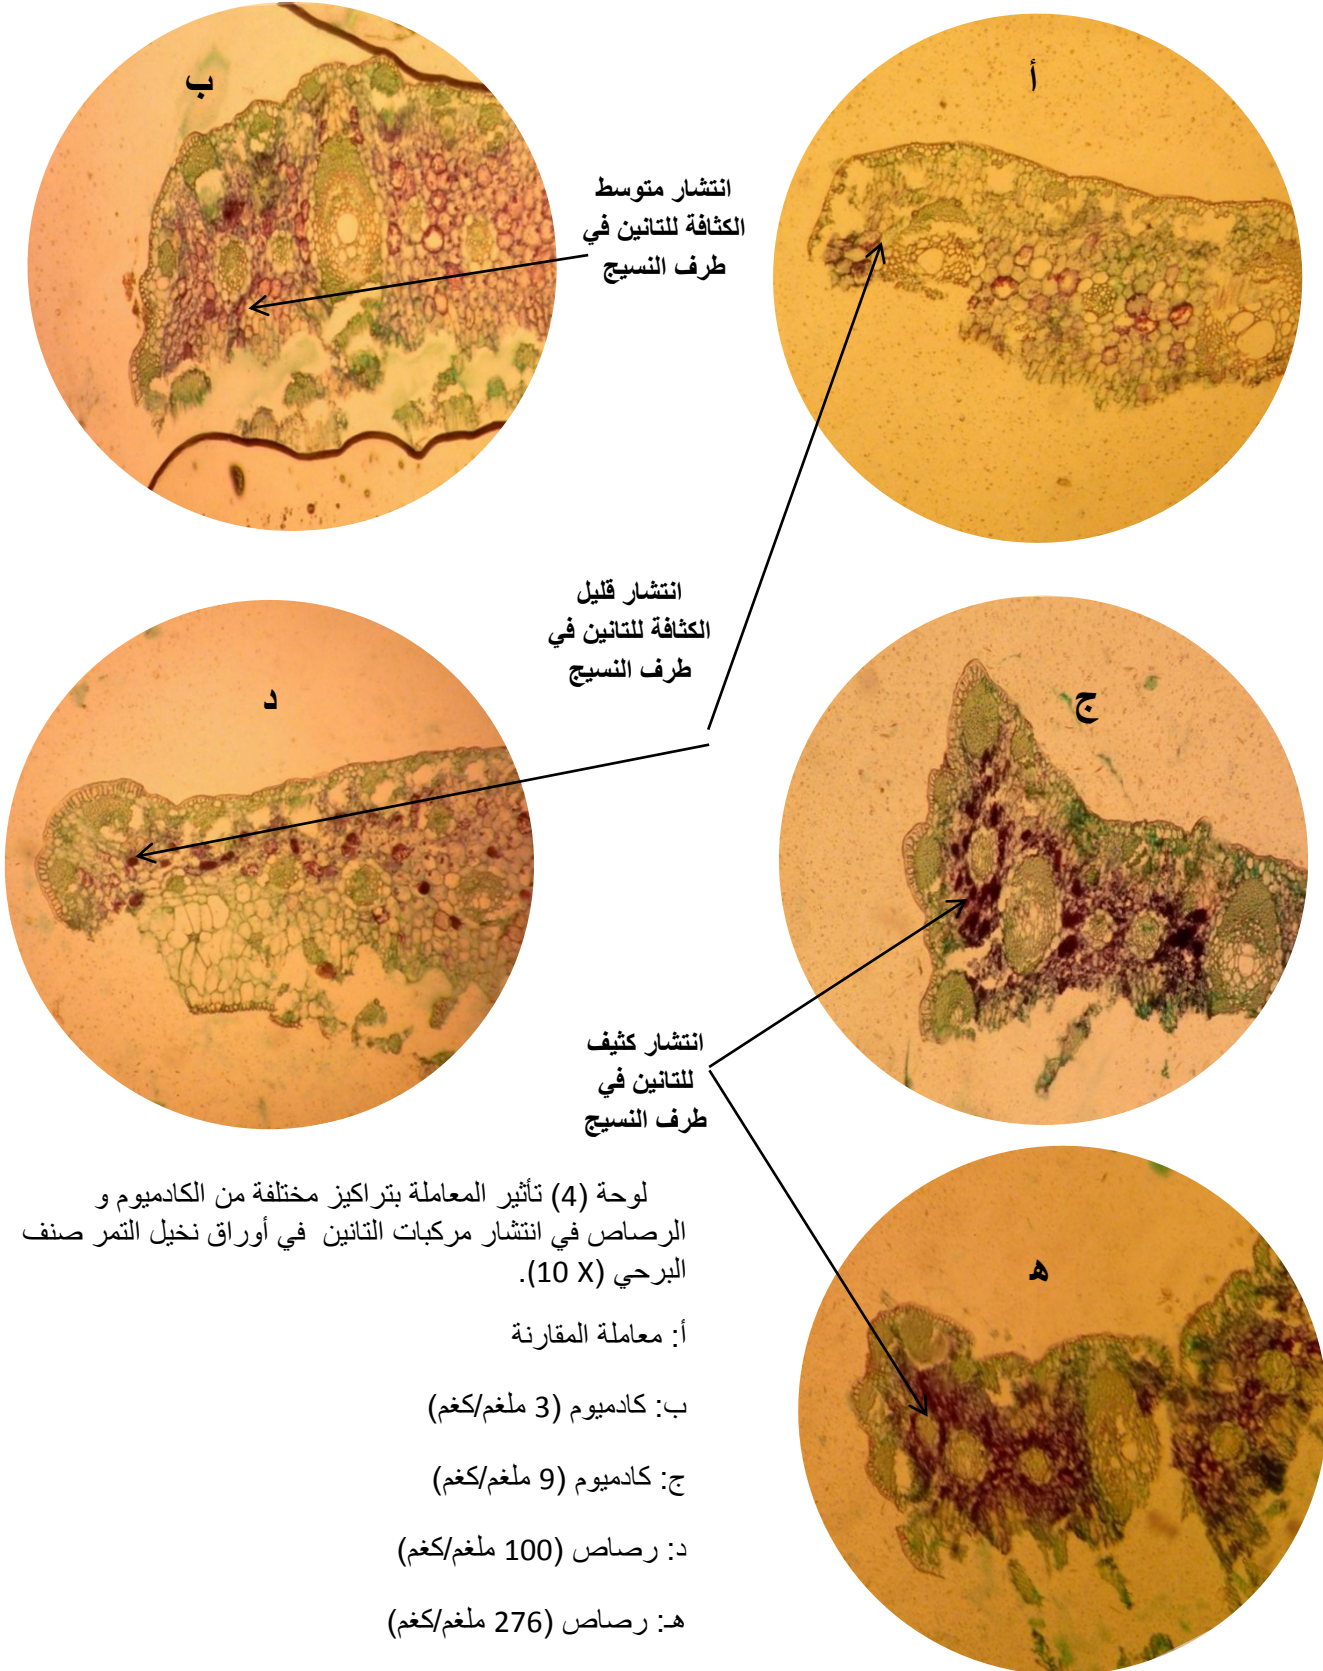 أ
ب
انتشار متوسط
الكثافة للتانين في
طرف النسيج
انتشار قليل
الكثافة للتانين في
طرف النسيج
ج
د
انتشار كثيف
للتانين في
طرف النسيج
هـ
لوحة (4) تأثير المعاملة بتراكيز مختلفة من الكادميوم و
الرصاص في انتشار مركبات التانين في أوراق نخيل التمر صنف
البرحي (10 X).
أ: معاملة المقارنة
ب: كادميوم (3 ملغم/كغم)
ج: كادميوم (9 ملغم/كغم)
د: رصاص (100 ملغم/كغم)
هـ: رصاص (276 ملغم/كغم)